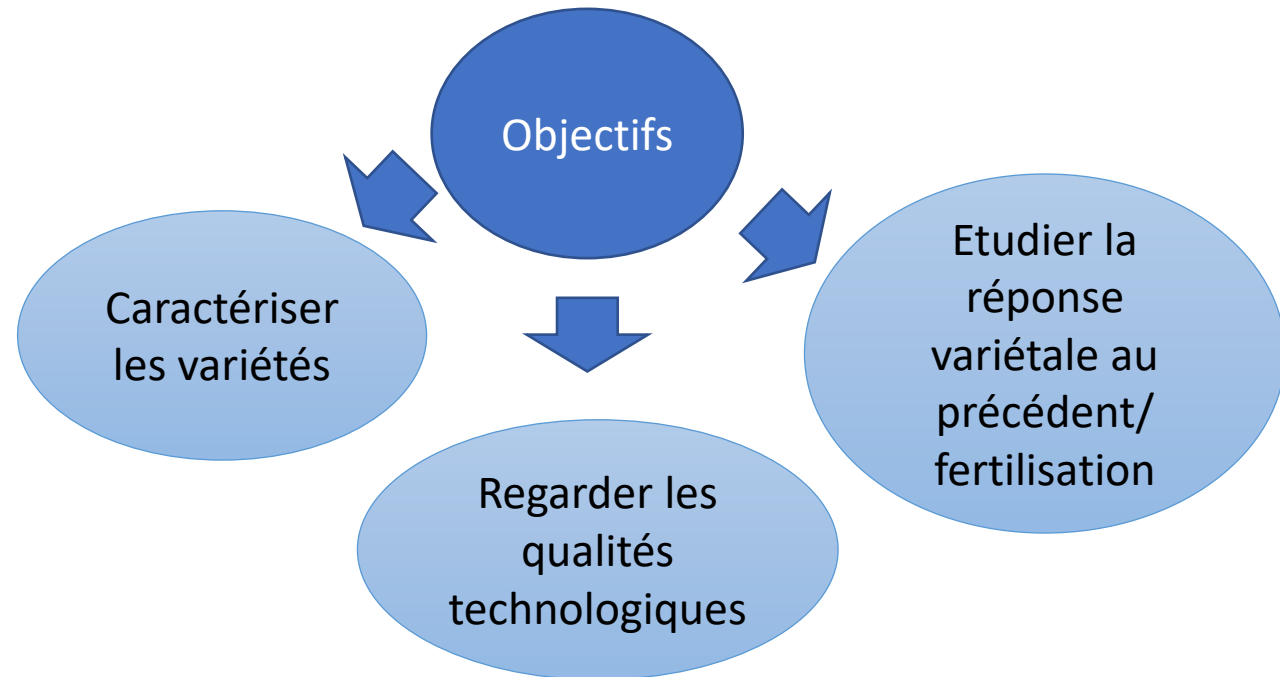 Objectifs
Caractériser
les variétés
Regarder les
qualités
technologiques
Etudier la
réponse
variétale au
précédent/
fertilisation